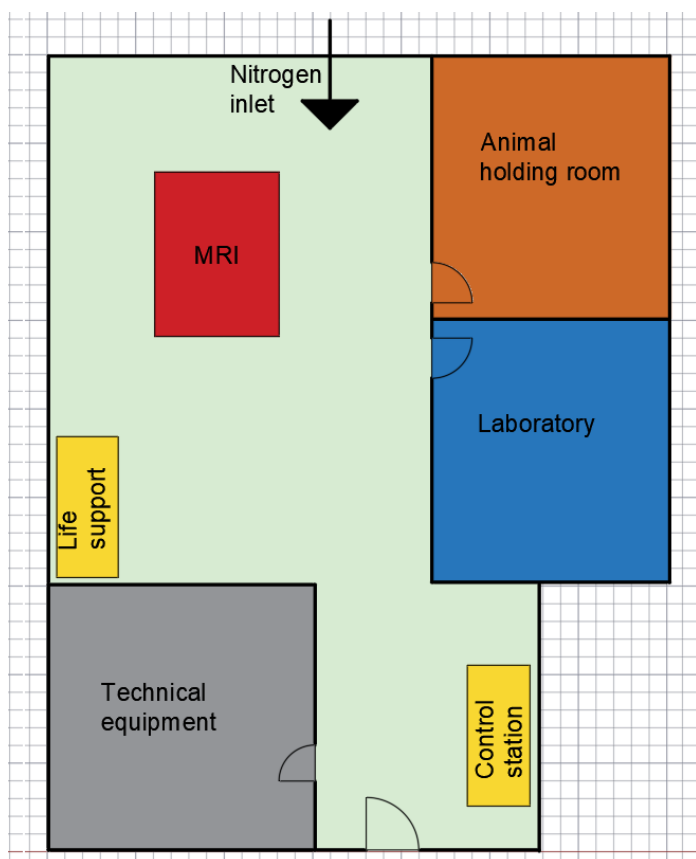 Nitrogen
inlet
Animal
holding room
MRI
Laboratory
Life
support
Technical
equipment
Control
station